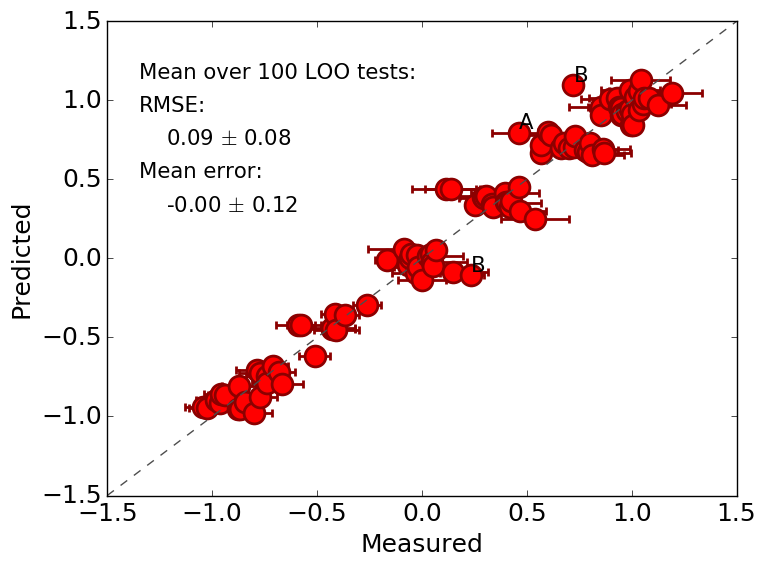 1.5
1.0
0.5
0.0
−0.5
−1.0
−1.5
Predicted
Mean over 100 LOO tests:
RMSE:
0.09 ± 0.08
Mean error:
-0.00 ± 0.12
B
A
B
−1.5 −1.0 −0.5 0.0 0.5 1.0 1.5
Measured